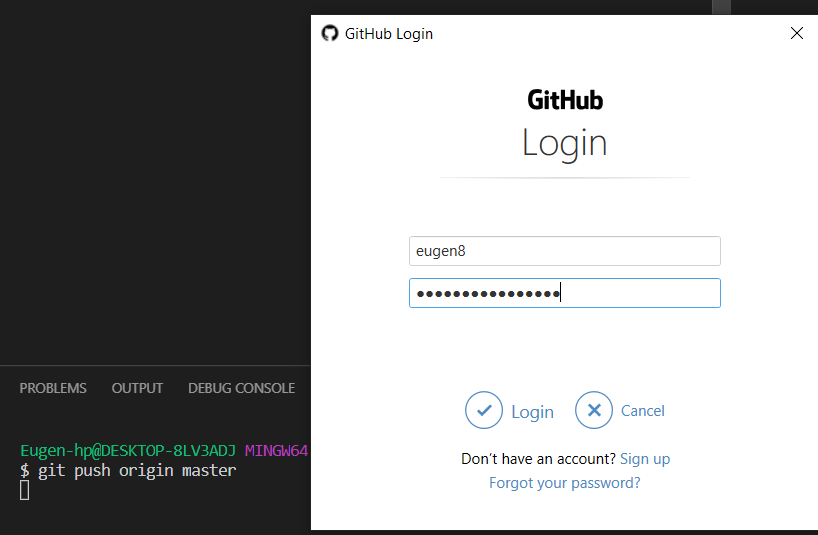 GitHub Login
GitHub
Login
eugen8
••••••••••••••••
Login Cancel
Don't have an account? Sign up
Forgot your password?
PROBLEMS OUTPUT DEBUG CONSOLE
Eugen-hp@DESKTOP-8LV3ADJ MINGW64
$ git push origin master